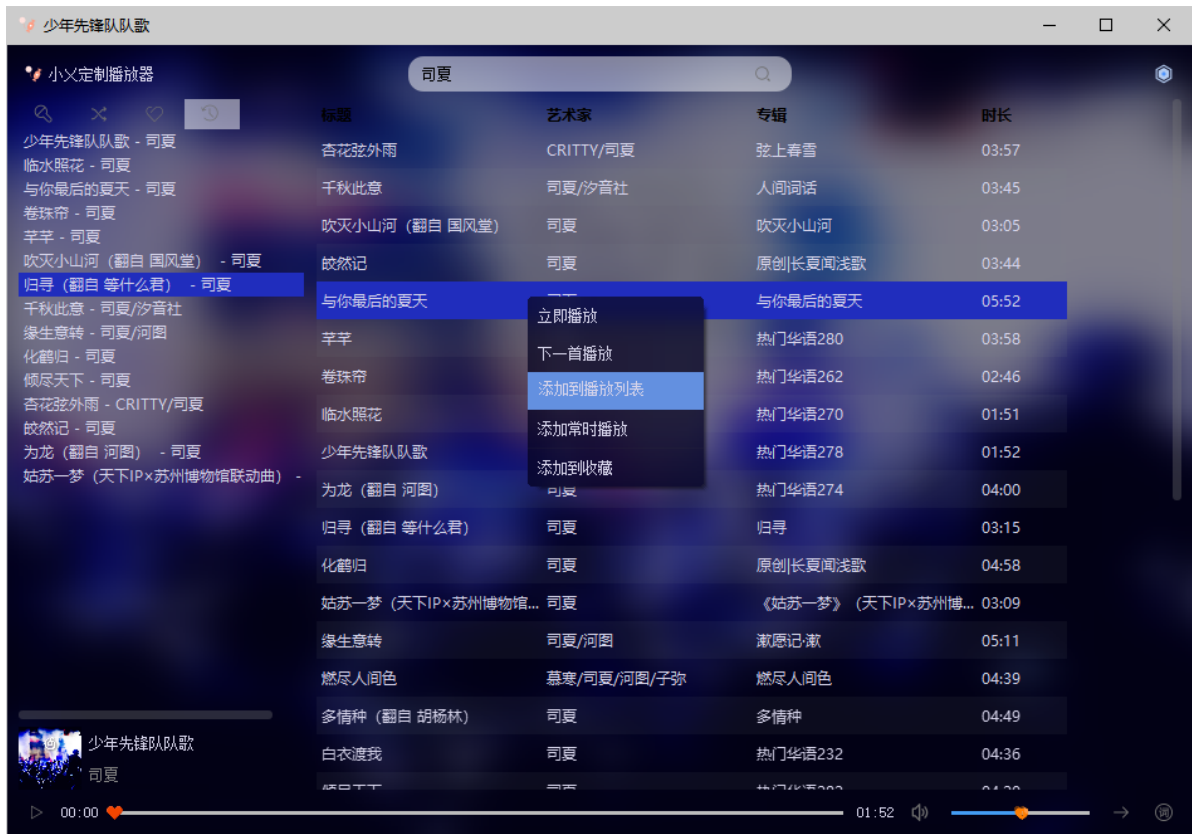 少年先锋队队歌
小乂定制播放器
司夏
少年先锋队队歌 - 司夏
临水照花 - 司夏
与你最后的夏天 - 司夏
卷珠帘 - 司夏
芊芊 - 司夏
吹灭小山河（翻自 国风堂） - 司夏
归寻（翻自 等什么君） - 司夏
千秋此意 - 司夏/汐音社
缘生意转 - 司夏/河图
化鹤归 - 司夏
倾尽天下 - 司夏
杏花弦外雨 - CRITTY/司夏
皎然记 - 司夏
为龙（翻自 河图） - 司夏
姑苏一梦（天下IP×苏州博物馆联动曲） -
标题 艺术家 专辑 时长
杏花弦外雨 CRITTY/司夏 弦上春雪 03:57
千秋此意 司夏/汐音社 人间词话 03:45
吹灭小山河（翻自 国风堂） 司夏 吹灭小山河 03:05
皎然记 司夏 原创|长夏闻浅歌 03:44
与你最后的夏天 与你最后的夏天 05:52
芊芊 热门华语280 03:58
卷珠帘 热门华语262 02:46
临水照花 热门华语270 01:51
少年先锋队队歌 热门华语278 01:52
为龙（翻自 河图） 司夏 热门华语274 04:00
归寻（翻自 等什么君） 司夏 归寻 03:15
化鹤归 司夏 原创|长夏闻浅歌 04:58
姑苏一梦（天下IP×苏州博物馆... 司夏 《姑苏一梦》（天下IP×苏州博... 03:09
缘生意转 司夏/河图 漱愿记·漱 05:11
燃尽人间色 慕寒/司夏/河图/子弥 燃尽人间色 04:39
多情种（翻自 胡杨林） 司夏 多情种 04:49
白衣渡我 司夏 热门华语232 04:36
立即播放
下一首播放
添加到播放列表
添加常时播放
添加到收藏
少年先锋队队歌
司夏
00:00
01:52
词